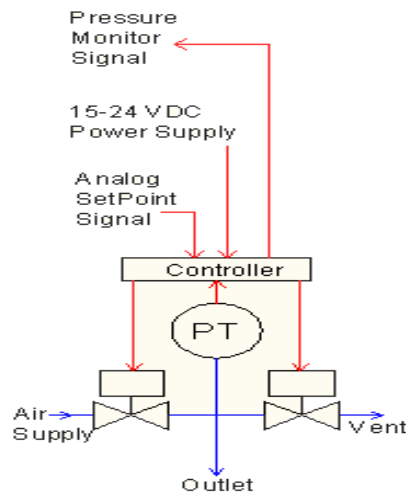 Pressure
Monitor
Signal
15-24 VDC
Power Supply
Analog
SetPoint
Signal
Controller
PT
Air
Supply
Vent
Outlet